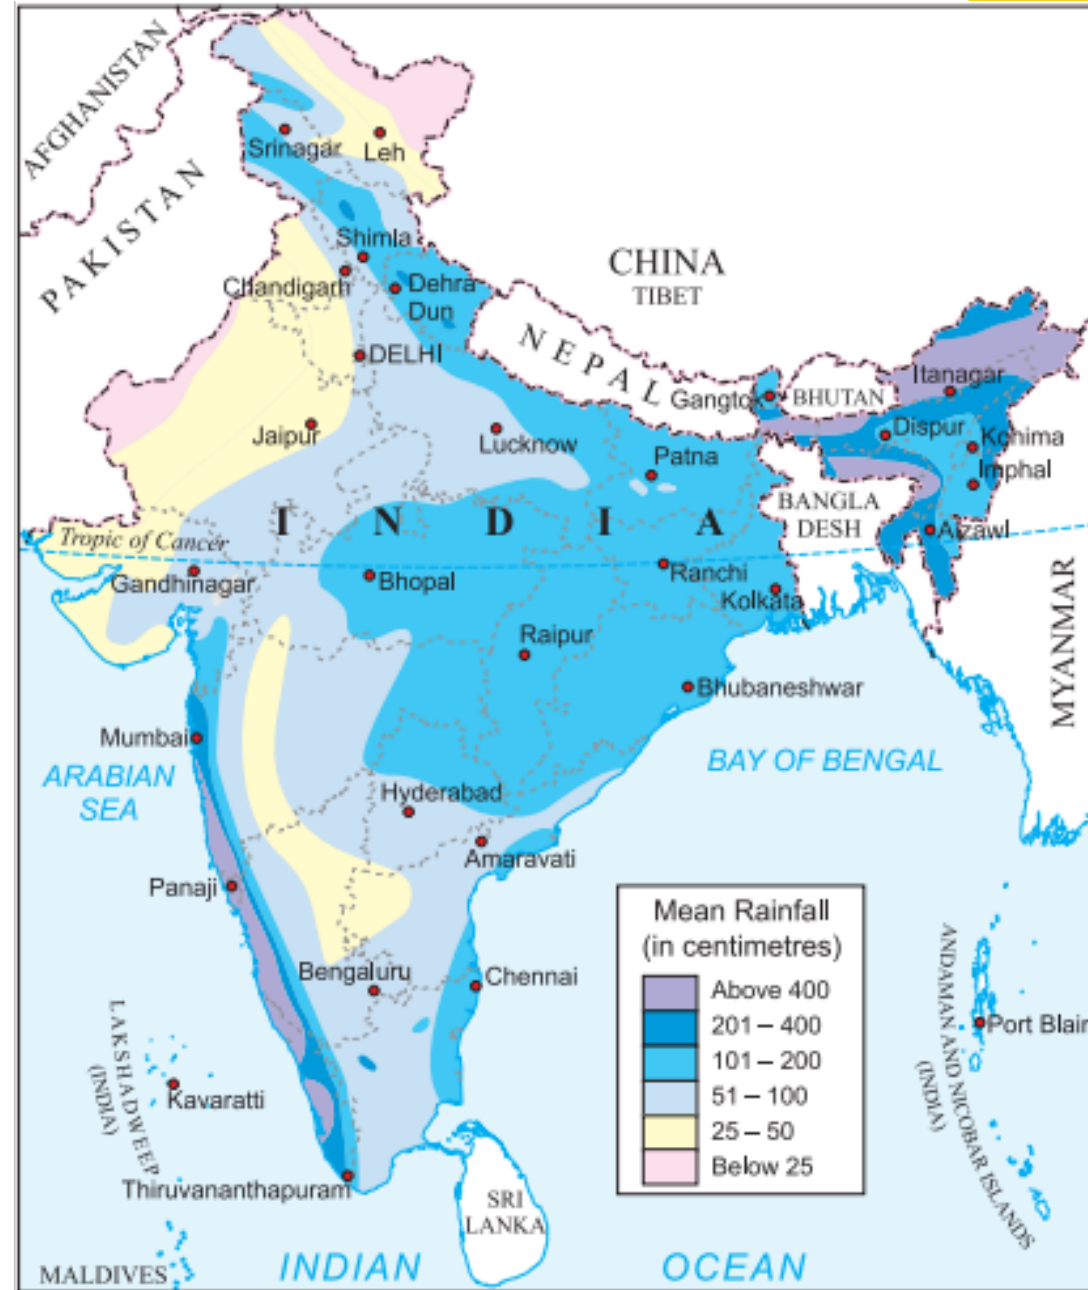 AFGHANISTAN
PAKISTAN
Srinagar
Leh
Shimla
Chandigarh
Dehra
Dun
CHINA
TIBET
NEPAL
DELHI
Gangtok
BHUTAN
Itanagar
Jaipur
Lucknow
Dispur
Kohima
Patna
Imphal
BANGLA
DESH
INDIA
Tropic of Cancer
Aizawl
Gandhinagar
Bhopal
Ranchi
Kolkata
MYANMAR
Raipur
Bhubaneshwar
Mumbai
ARABIAN
SEA
BAY OF BENGAL
Hyderabad
Amaravati
Panaji
Mean Rainfall
(in centimetres)
Above 400
201 – 400
101 – 200
51 – 100
25 – 50
Below 25
Bengaluru
Chennai
LAKSHADWEEP
(INDIA)
ANDAMAN AND NICOBAR ISLANDS
(INDIA)
Port Blair
Kavaratti
Thiruvananthapuram
SRI
LANKA
INDIAN OCEAN
MALDIVES